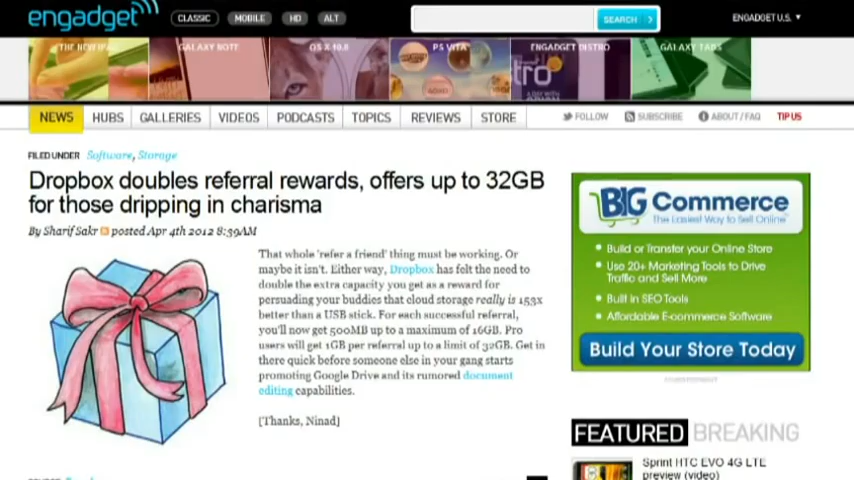 engadget
CLASSIC
MOBILE
HD
ALT
SEARCH
ENGADGET U.S.
THE NEW IPAD
GALAXY NOTE
OS X 10.8
PS VITA
ENGADGET DISTRO
GALAXY TABS
NEWS
HUBS
GALLERIES
VIDEOS
PODCASTS
TOPICS
REVIEWS
STORE
FOLLOW
SUBSCRIBE
ABOUT / FAQ
TIP US
FILED UNDER Software, Storage
Dropbox doubles referral rewards, offers up to 32GB
for those dripping in charisma
By Sharif Sakr posted Apr 4th 2012 8:39AM
That whole 'refer a friend' thing must be working. Or
maybe it isn't. Either way, Dropbox has felt the need to
double the extra capacity you get as a reward for
persuading your buddies that cloud storage really is 153x
better than a USB stick. For each successful referral,
you'll now get 500MB up to a maximum of 16GB. Pro
users will get 1GB per referral up to a limit of 32GB. Get in
there quick before someone else in your gang starts
promoting Google Drive and its rumored document
editing capabilities.
[Thanks, Ninad]
BIG Commerce
The Easiest Way to Sell Online
Build or Transfer your Online Store
Use 20+ Marketing Tools to Drive
Traffic and Sell More
Built in SEO Tools
Affordable E-commerce Software
Build Your Store Today
ADVERTISEMENT
FEATURED BREAKING
Sprint HTC EVO 4G LTE
preview (video)